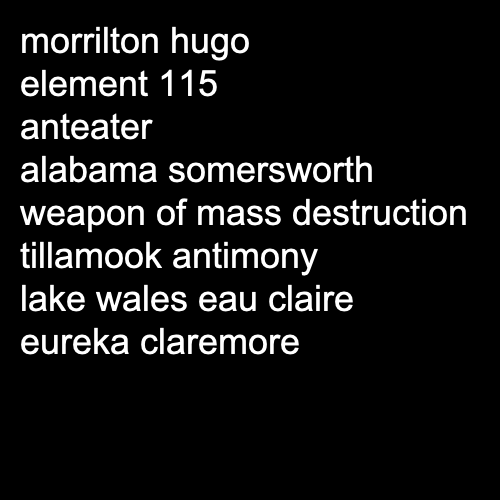 morrilton hugo
element 115
anteater
alabama somersworth
weapon of mass destruction
tillamook antimony
lake wales eau claire
eureka claremore